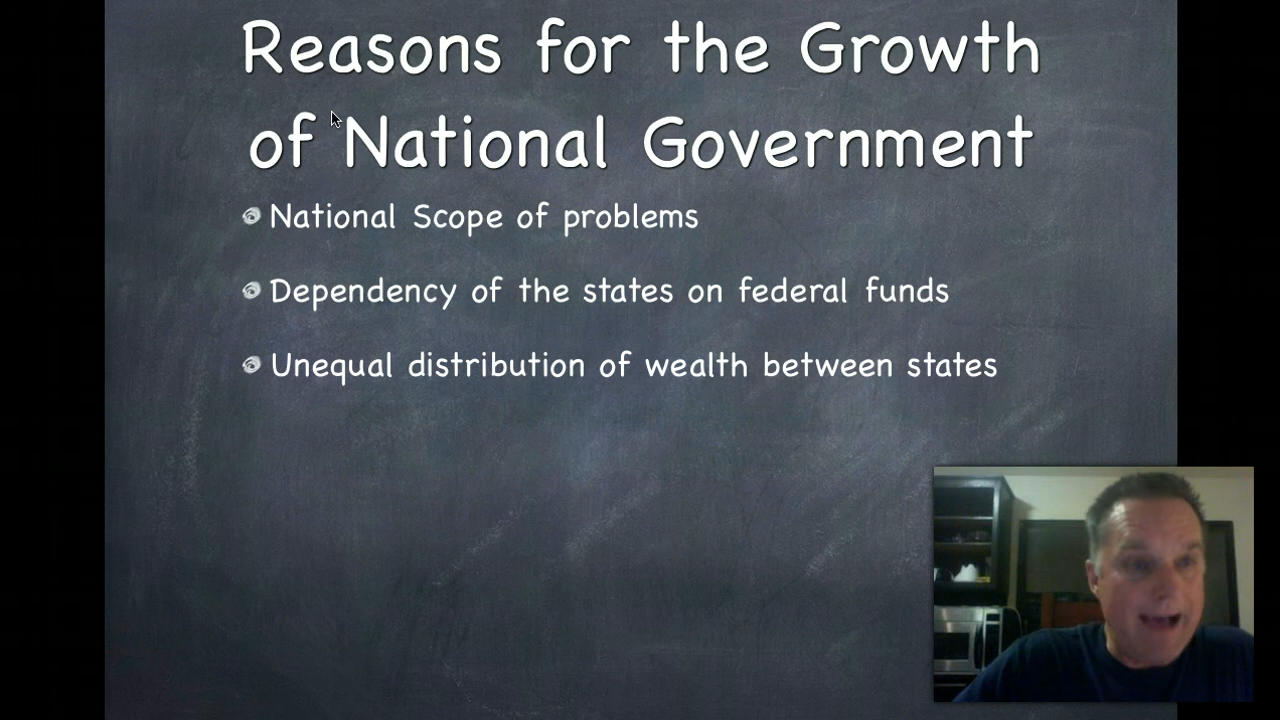 Reasons for the Growth
of National Government
National Scope of problems
Dependency of the states on federal funds
Unequal distribution of wealth between states